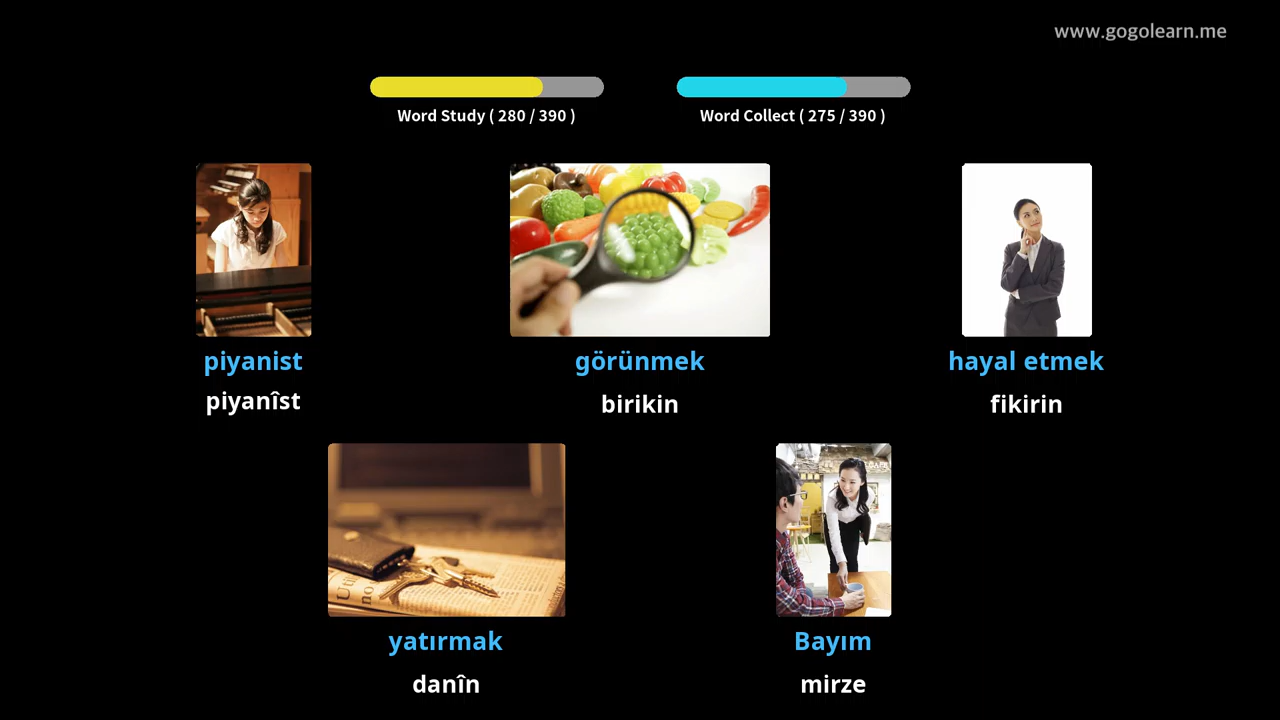 www.gogolearn.me
Word Study ( 280 / 390 )
Word Collect ( 275 / 390 )
piyanist
görünmek
hayal etmek
piyanîst
birikin
fikirin
yatırmak
Bayım
danîn
mirze